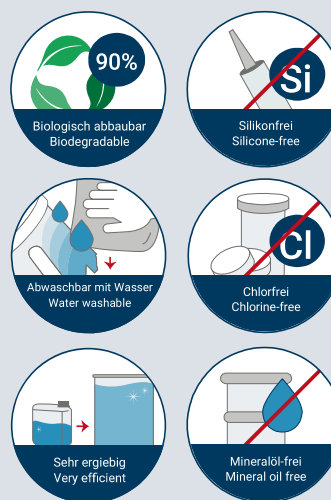 90%
Biologisch abbaubar
Biodegradable
Si
Silikonfrei
Silicone-free
Abwaschbar mit Wasser
Water washable
Cl
Chlorfrei
Chlorine-free
Sehr ergiebig
Very efficient
Mineralöl-frei
Mineral oil free